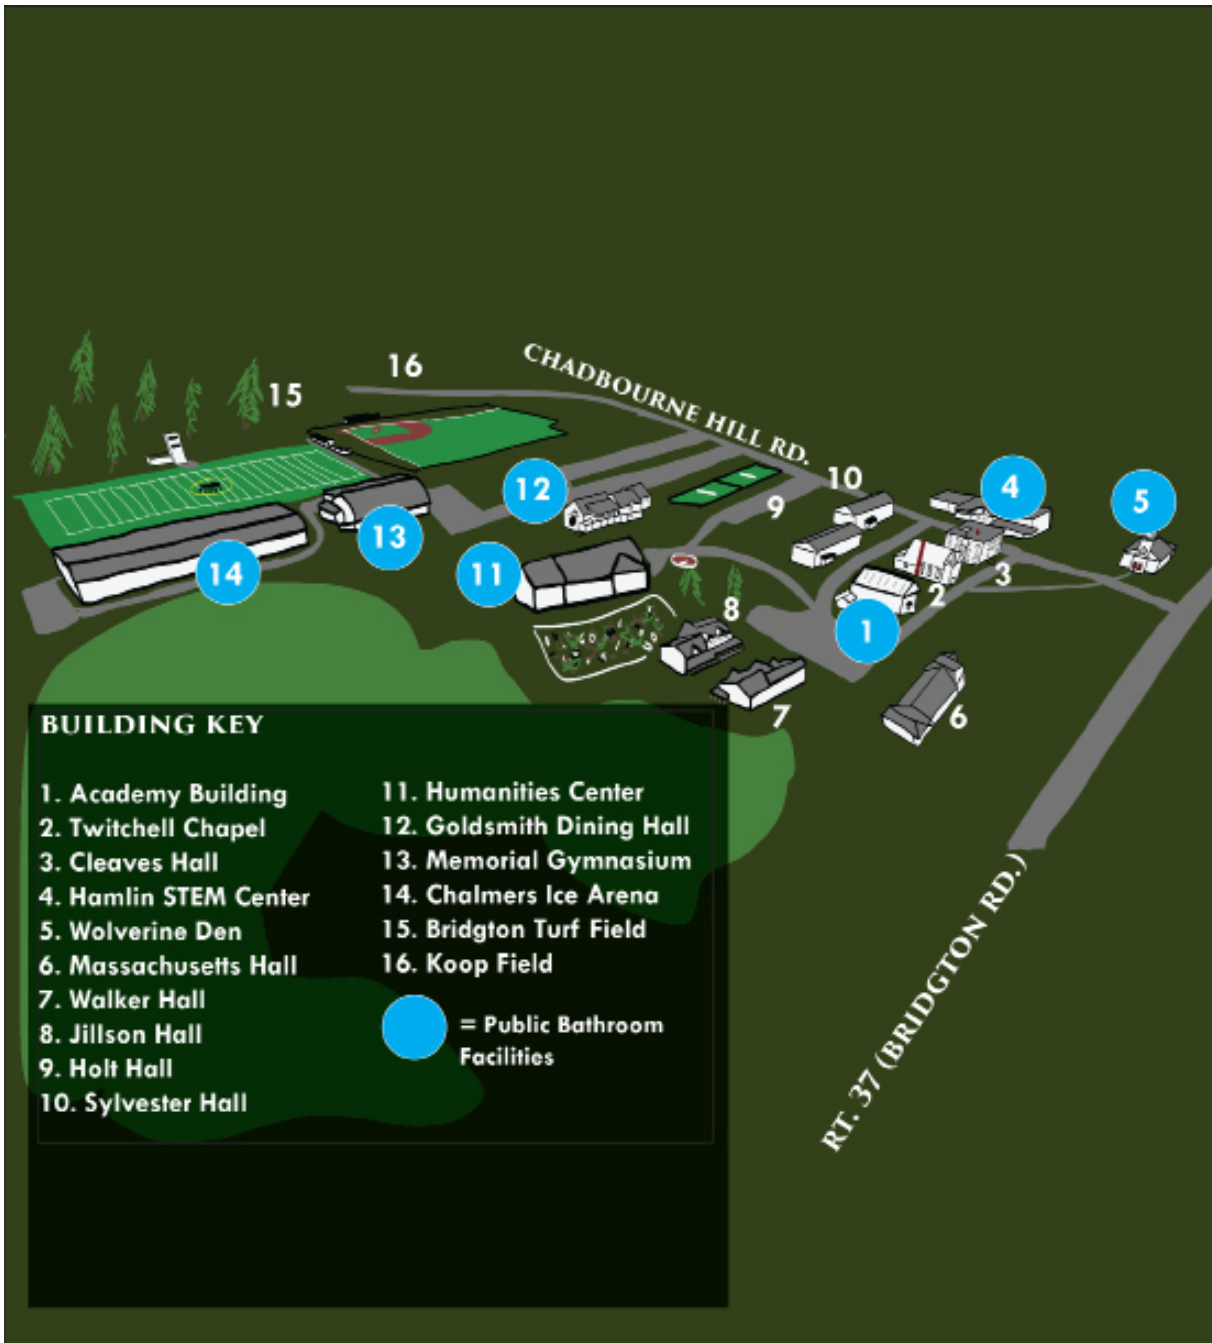 16
15
CHADBOURNE HILL RD.
10
4
5
12
9
13
14
11
3
2
8
1
7
6
BUILDING KEY
1. Academy Building
2. Twitchell Chapel
3. Cleaves Hall
4. Hamlin STEM Center
5. Wolverine Den
6. Massachusetts Hall
7. Walker Hall
8. Jillson Hall
9. Holt Hall
10. Sylvester Hall
11. Humanities Center
12. Goldsmith Dining Hall
13. Memorial Gymnasium
14. Chalmers Ice Arena
15. Bridgton Turf Field
16. Koop Field
= Public Bathroom
Facilities
RT. 37 (BRIDGTON RD.)